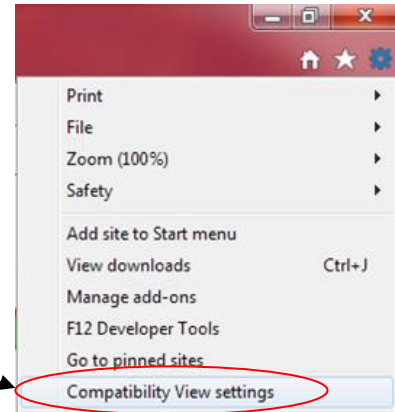 Print
File
Zoom (100%)
Safety
Add site to Start menu
View downloads Ctrl+J
Manage add-ons
F12 Developer Tools
Go to pinned sites
Compatibility View settings